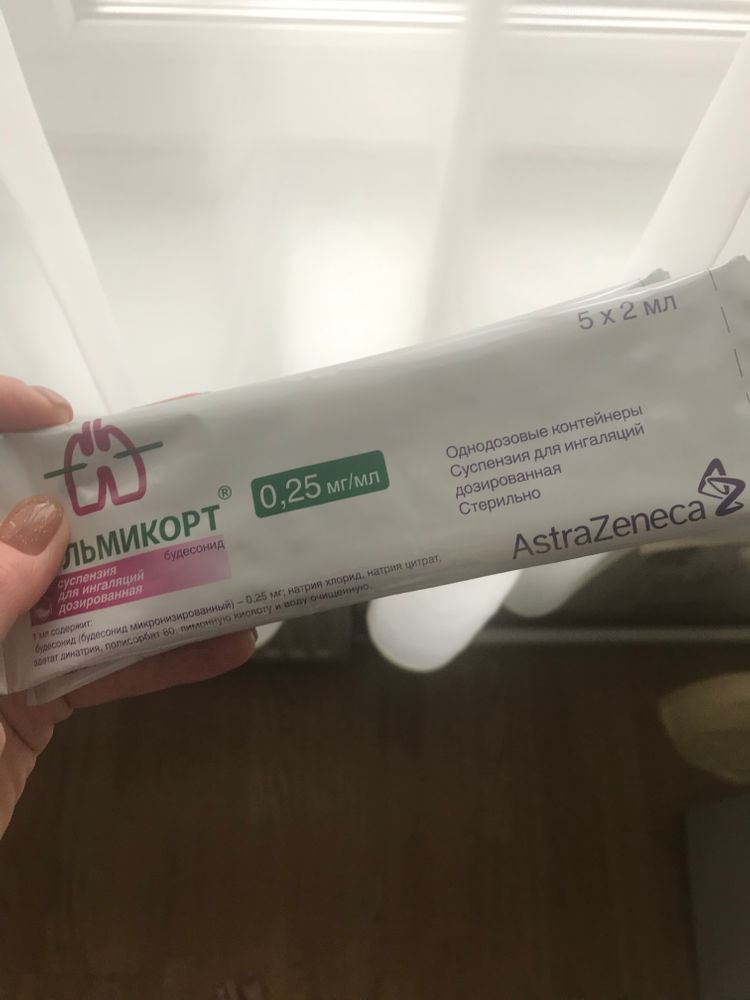 5 х 2 мл
Однодозовые контейнеры
Суспензия для ингаляций
дозированная
Стерильно
AstraZeneca
0,25 мг/мл
ЛЬМИКОРТ®
будесонид
суспензия
для ингаляций
дозированная
1 мл содержит:
будесонид (будесонид микронизированный) – 0,25 мг; натрия хлорид, натрия цитрат,
эдетат динатрия, полисорбат 80, лимонную кислоту и воду очищенную.